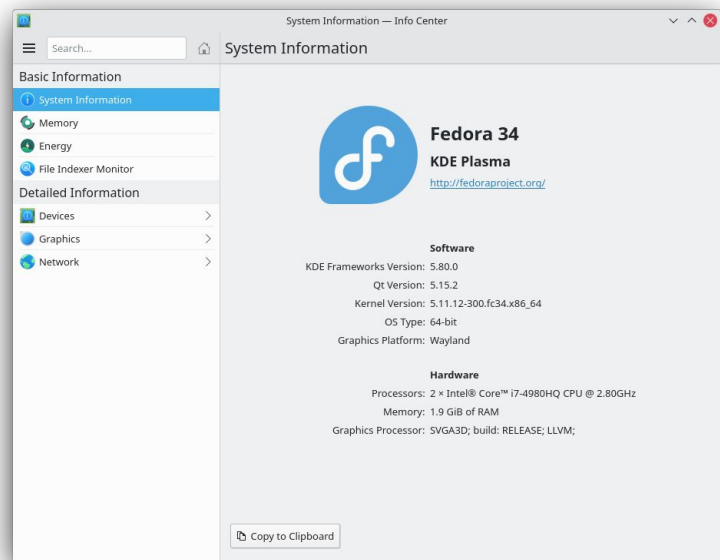 System Information — Info Center
Search...
System Information
Basic Information
System Information
Memory
Energy
File Indexer Monitor
Detailed Information
Devices
Graphics
Network
Fedora 34
KDE Plasma
http://fedoraproject.org/
Software
KDE Frameworks Version: 5.80.0
Qt Version: 5.15.2
Kernel Version: 5.11.12-300.fc34.x86_64
OS Type: 64-bit
Graphics Platform: Wayland
Hardware
Processors: 2 × Intel® Core™ i7-4980HQ CPU @ 2.80GHz
Memory: 1.9 GiB of RAM
Graphics Processor: SVGA3D; build: RELEASE; LLVM;
Copy to Clipboard